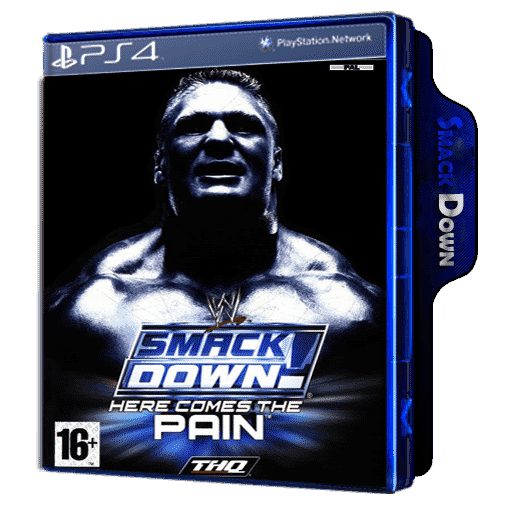 PS4
PlayStation Network
PAL
W
SMACK
DOWN!
HERE COMES THE
PAIN
16+
THQ
SMACK DOWN